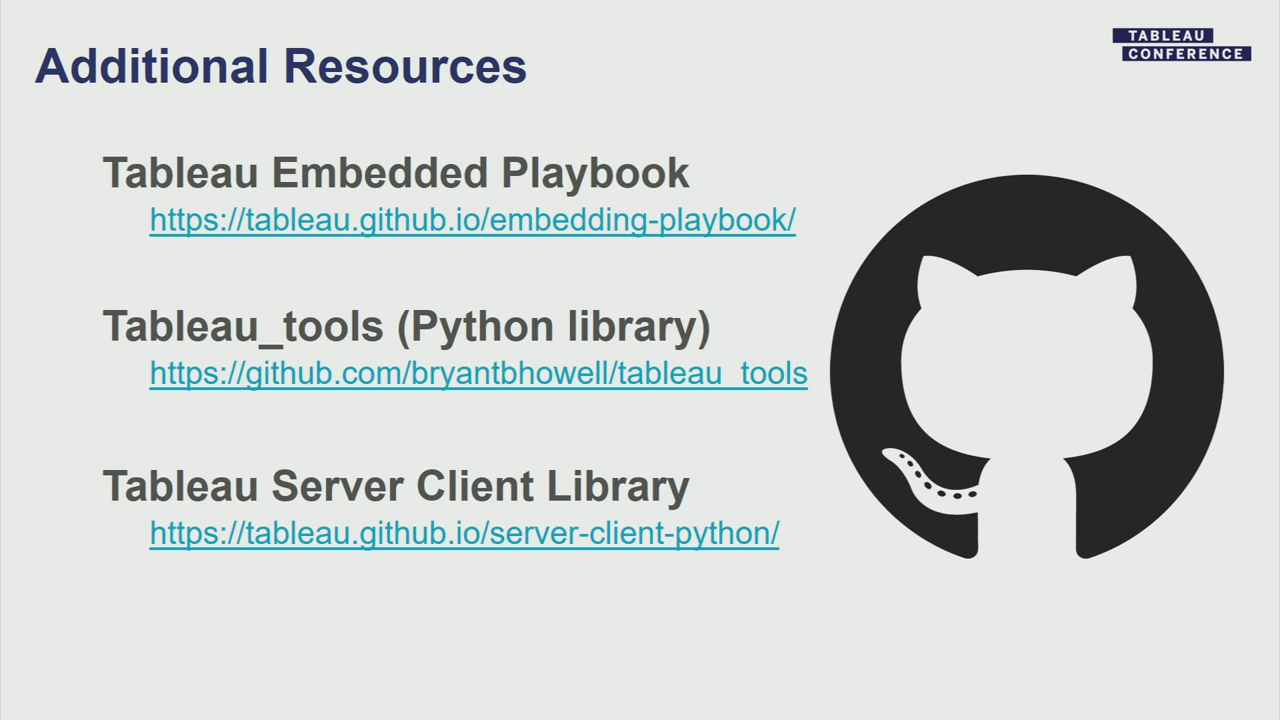 TABLEAU
CONFERENCE
Additional Resources
Tableau Embedded Playbook
https://tableau.github.io/embedding-playbook/
Tableau_tools (Python library)
https://github.com/bryantbhowell/tableau_tools
Tableau Server Client Library
https://tableau.github.io/server-client-python/